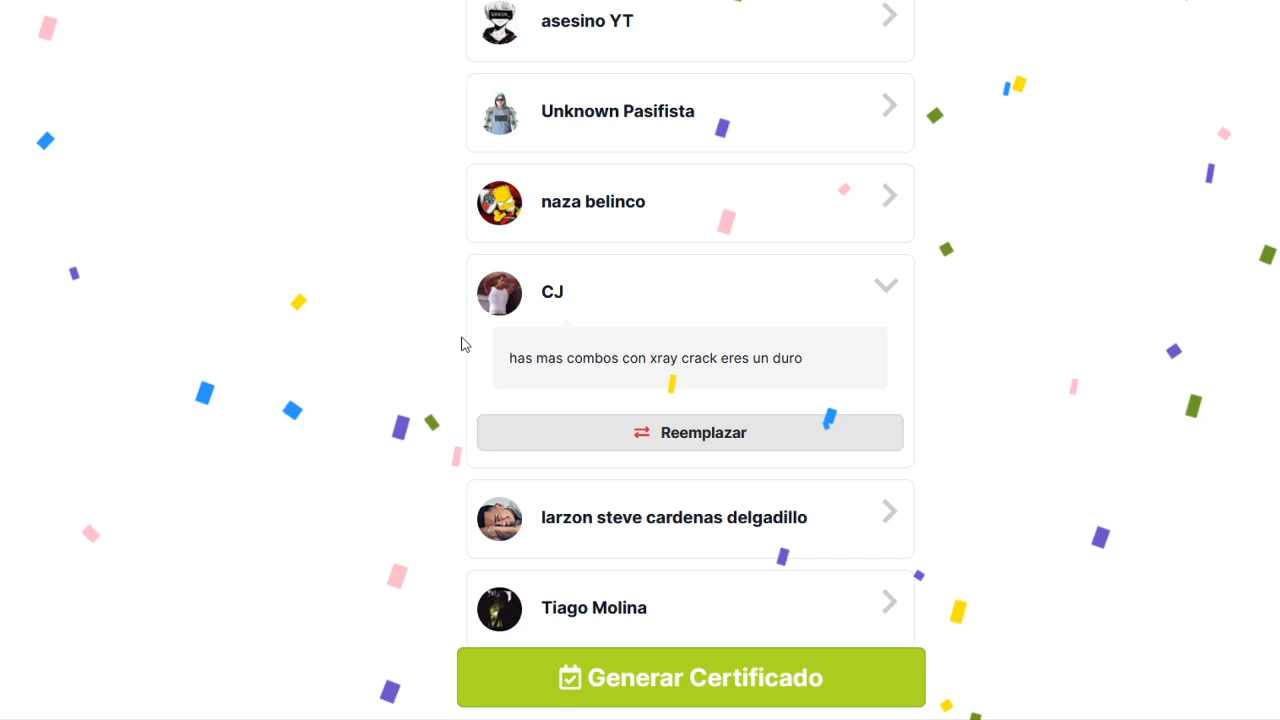 asesino YT
Unknown Pasifista
naza belinco
CJ
has mas combos con xray crack eres un duro
Reemplazar
larzon steve cardenas delgadillo
Tiago Molina
Generar Certificado